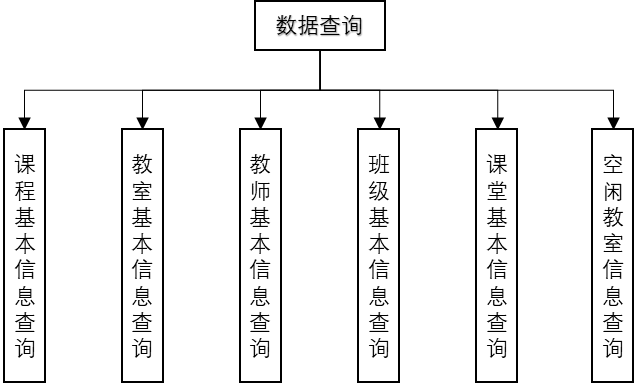 数据查询
课程基本信息查询
教室基本信息查询
教师基本信息查询
班级基本信息查询
课堂基本信息查询
空闲教室信息查询